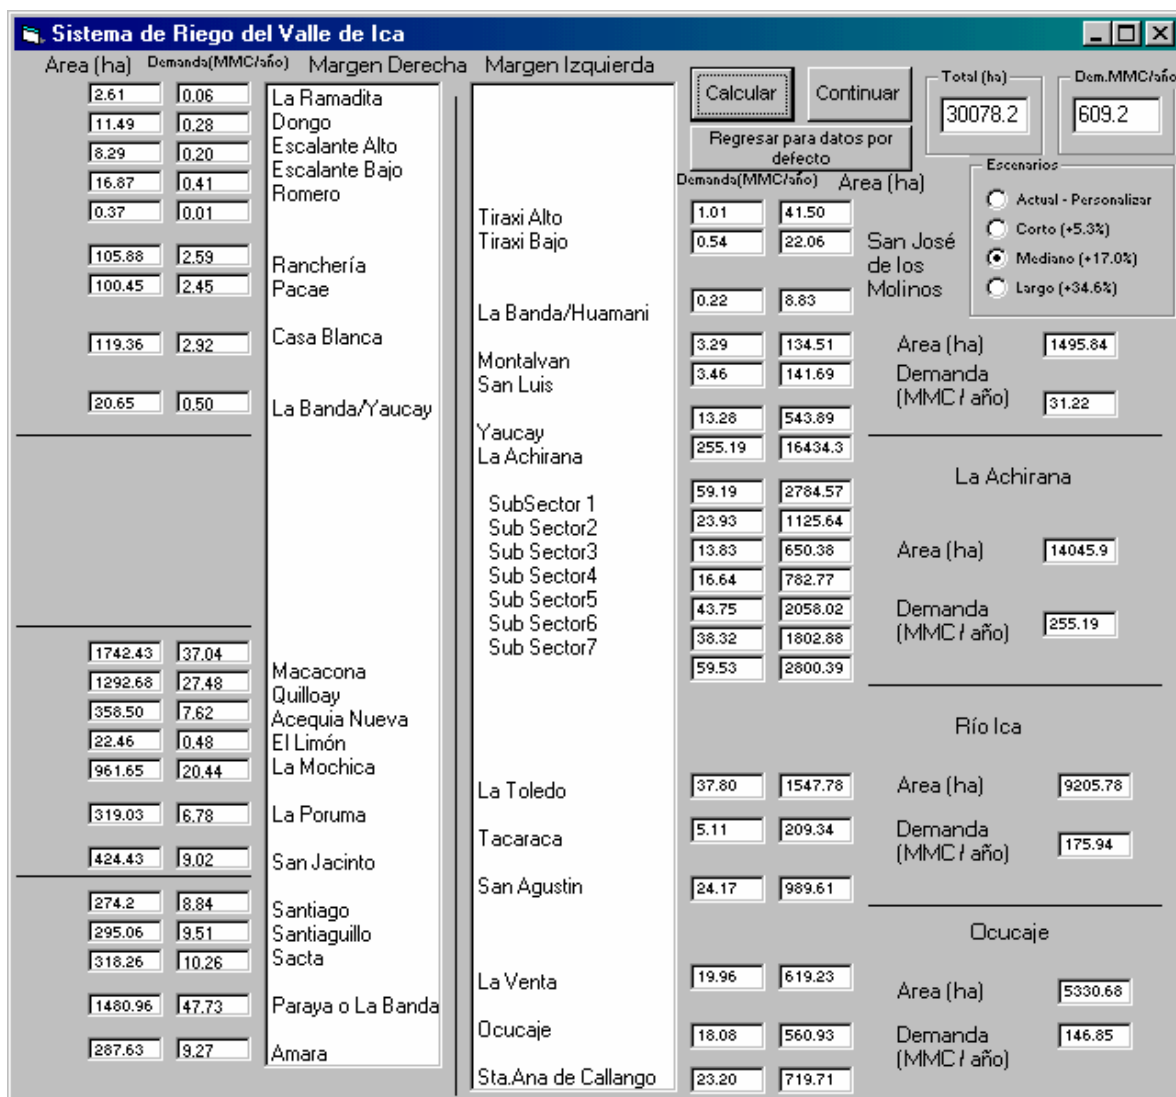 Sistema de Riego del Valle de Ica
Area (ha) Demanda(MMC/año) Margen Derecha Margen Izquierda
Calcular Continuar
Regresar para datos por defecto
Total (ha)
30078.2
Dem.MMC/año
609.2
Escenarios
Actual - Personalizar
Corto (+5.3%)
Mediano (+17.0%)
Largo (+34.6%)
2.61 0.06 La Ramadita
11.49 0.28 Dongo
8.29 0.20 Escalante Alto
16.87 0.41 Escalante Bajo
0.37 0.01 Romero
105.88 2.59 Ranchería
100.45 2.45 Pacae
119.36 2.92 Casa Blanca
20.65 0.50 La Banda/Yaucay
1742.43 37.04 Macacona
1292.68 27.48 Quilloay
358.50 7.62 Acequia Nueva
22.46 0.48 El Limón
961.65 20.44 La Mochica
319.03 6.78 La Poruma
424.43 9.02 San Jacinto
274.2 8.84 Santiago
295.06 9.51 Santiaguillo
318.26 10.26 Sacta
1480.96 47.73 Paraya o La Banda
287.63 9.27 Amara
Demanda(MMC/año) Area (ha)
Tiraxi Alto 1.01 41.50
Tiraxi Bajo 0.54 22.06
La Banda/Huamani 0.22 8.83
Montalvan 3.29 134.51
San Luis 3.46 141.69
Yaucay 13.28 543.89
La Achirana 255.19 16434.3
SubSector 1 59.19 2784.57
Sub Sector2 23.93 1125.64
Sub Sector3 13.83 650.38
Sub Sector4 16.64 782.77
Sub Sector5 43.75 2058.02
Sub Sector6 38.32 1802.88
Sub Sector7 59.53 2800.39
La Toledo 37.80 1547.78
Tacaraca 5.11 209.34
San Agustin 24.17 989.61
La Venta 19.96 619.23
Ocucaje 18.08 560.93
Sta.Ana de Callango 23.20 719.71
San José
de los
Molinos
Area (ha) 1495.84
Demanda
(MMC / año) 31.22
La Achirana
Area (ha) 14045.9
Demanda
(MMC / año) 255.19
Río Ica
Area (ha) 9205.78
Demanda
(MMC / año) 175.94
Ocucaje
Area (ha) 5330.68
Demanda
(MMC / año) 146.85